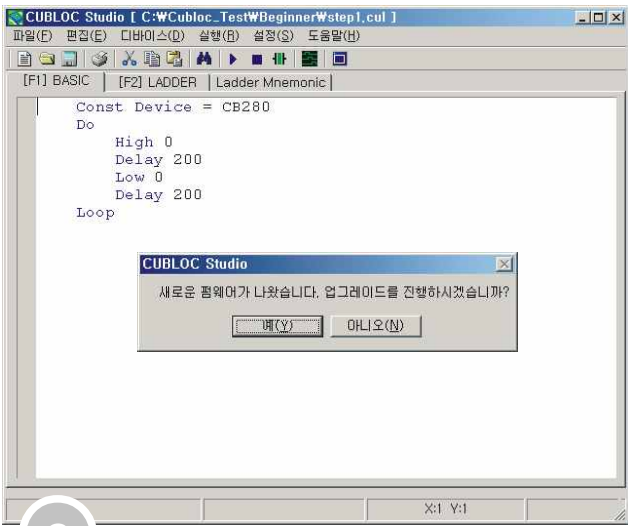 CUBLOC Studio [ C:₩Cubloc_Test₩Beginner₩step1.cul ]
파일(F) 편집(E) 디바이스(D) 실행(R) 설정(S) 도움말(H)
[F1] BASIC [F2] LADDER Ladder Mnemonic
Const Device = CB280
Do
High 0
Delay 200
Low 0
Delay 200
Loop
CUBLOC Studio
새로운 펌웨어가 나왔습니다, 업그레이드를 진행하시겠습니까?
예(Y) 아니오(N)
X:1 Y:1